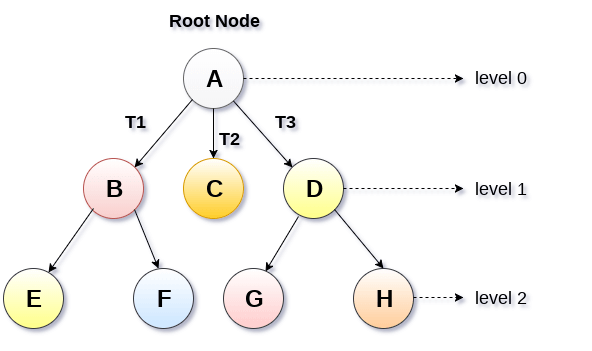 Root Node
A
level 0
T1
T2
T3
B
C
D
level 1
E
F
G
H
level 2